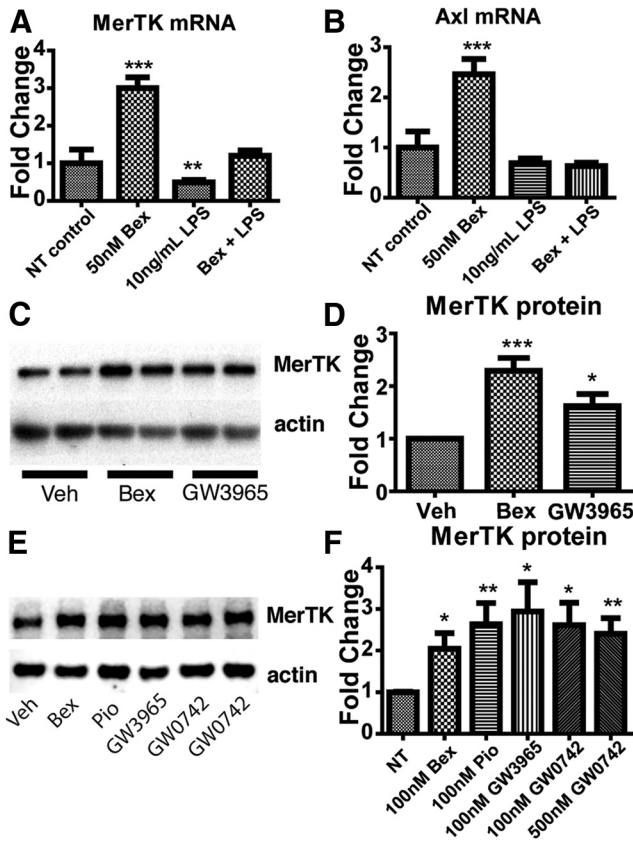 A
MerTK mRNA
Fold Change
4
3
2
1
0
***
**
NT control
50nM Bex
10ng/mL LPS
Bex + LPS
B
Axl mRNA
Fold Change
3
2
1
0
***
NT control
50nM Bex
10ng/mL LPS
Bex + LPS
C
MerTK
actin
Veh Bex GW3965
D
MerTK protein
Fold Change
3
2
1
0
***
*
Veh Bex GW3965
E
MerTK
actin
Veh
Bex
Pio
GW3965
GW0742
GW0742
F
MerTK protein
Fold Change
4
3
2
1
0
*
**
*
*
**
NT
100nM Bex
100nM Pio
100nM GW3965
100nM GW0742
500nM GW0742